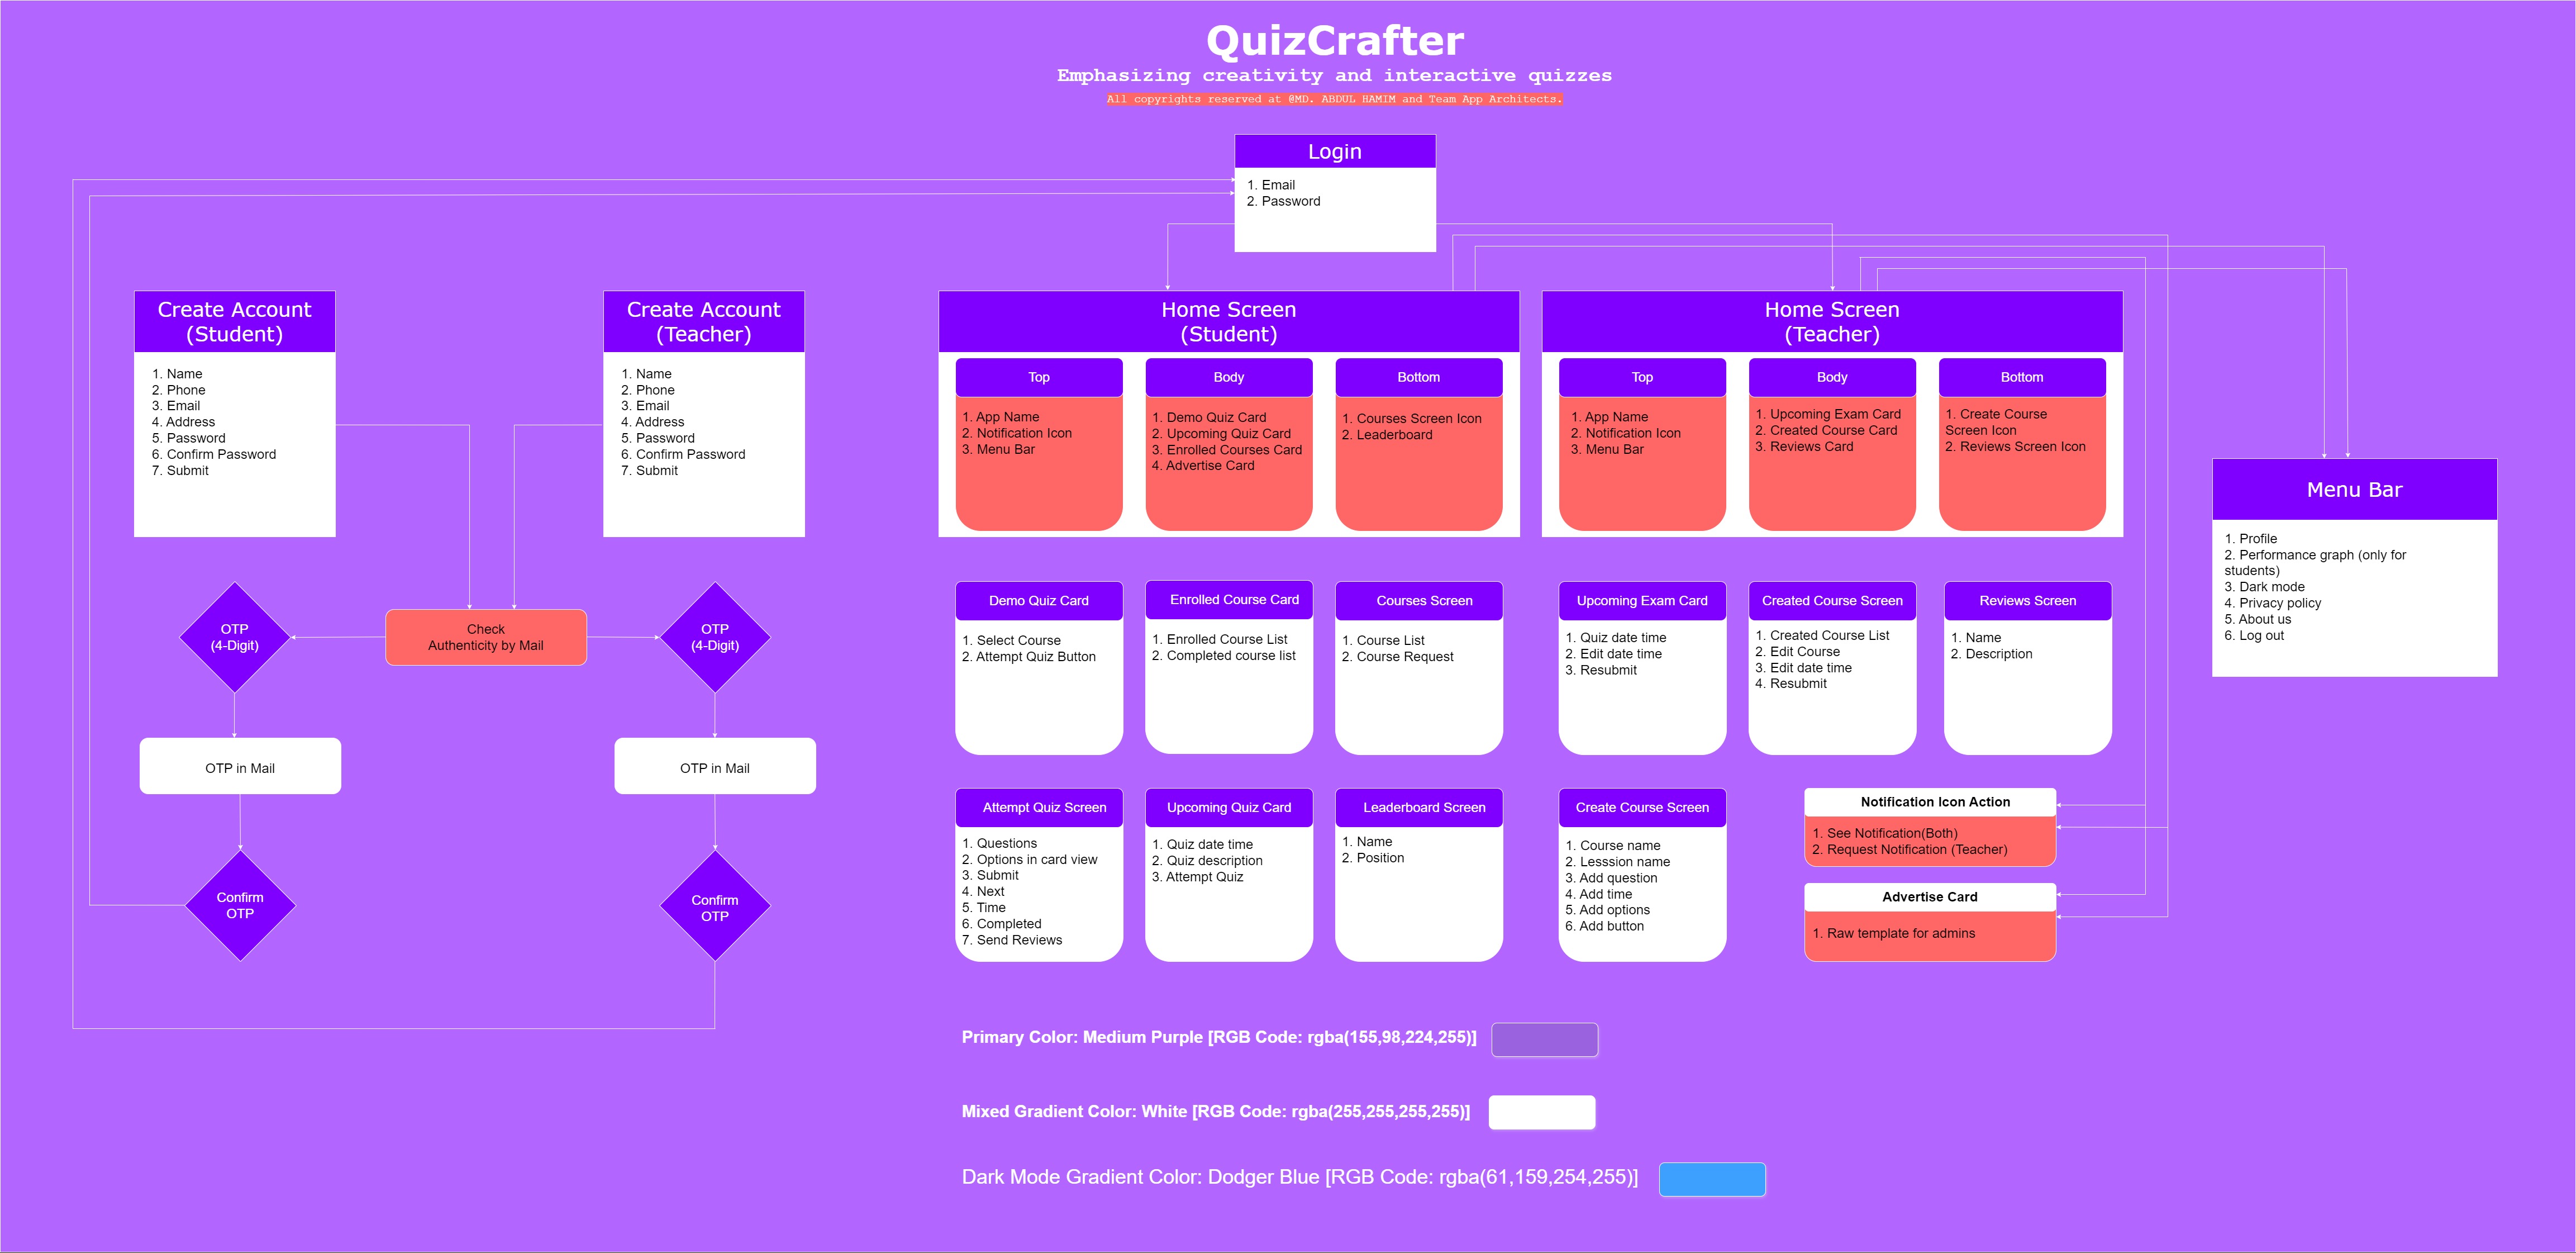 QuizCrafter
Emphasizing creativity and interactive quizzes
All copyrights reserved at @MD. ABDUL HAMIM and Team App Architects.
Login
1. Email
2. Password
Create Account
(Student)
1. Name
2. Phone
3. Email
4. Address
5. Password
6. Confirm Password
7. Submit
Create Account
(Teacher)
1. Name
2. Phone
3. Email
4. Address
5. Password
6. Confirm Password
7. Submit
Check
Authenticity by Mail
OTP
(4-Digit)
OTP
(4-Digit)
OTP in Mail
OTP in Mail
Confirm
OTP
Confirm
OTP
Home Screen
(Student)
Top
1. App Name
2. Notification Icon
3. Menu Bar
Body
1. Demo Quiz Card
2. Upcoming Quiz Card
3. Enrolled Courses Card
4. Advertise Card
Bottom
1. Courses Screen Icon
2. Leaderboard
Home Screen
(Teacher)
Top
1. App Name
2. Notification Icon
3. Menu Bar
Body
1. Upcoming Exam Card
2. Created Course Card
3. Reviews Card
Bottom
1. Create Course
Screen Icon
2. Reviews Screen Icon
Menu Bar
1. Profile
2. Performance graph (only for
students)
3. Dark mode
4. Privacy policy
5. About us
6. Log out
Demo Quiz Card
1. Select Course
2. Attempt Quiz Button
Enrolled Course Card
1. Enrolled Course List
2. Completed course list
Courses Screen
1. Course List
2. Course Request
Upcoming Exam Card
1. Quiz date time
2. Edit date time
3. Resubmit
Created Course Screen
1. Created Course List
2. Edit Course
3. Edit date time
4. Resubmit
Reviews Screen
1. Name
2. Description
Attempt Quiz Screen
1. Questions
2. Options in card view
3. Submit
4. Next
5. Time
6. Completed
7. Send Reviews
Upcoming Quiz Card
1. Quiz date time
2. Quiz description
3. Attempt Quiz
Leaderboard Screen
1. Name
2. Position
Create Course Screen
1. Course name
2. Lesssion name
3. Add question
4. Add time
5. Add options
6. Add button
Notification Icon Action
1. See Notification(Both)
2. Request Notification (Teacher)
Advertise Card
1. Raw template for admins
Primary Color: Medium Purple [RGB Code: rgba(155,98,224,255)]
Mixed Gradient Color: White [RGB Code: rgba(255,255,255,255)]
Dark Mode Gradient Color: Dodger Blue [RGB Code: rgba(61,159,254,255)]